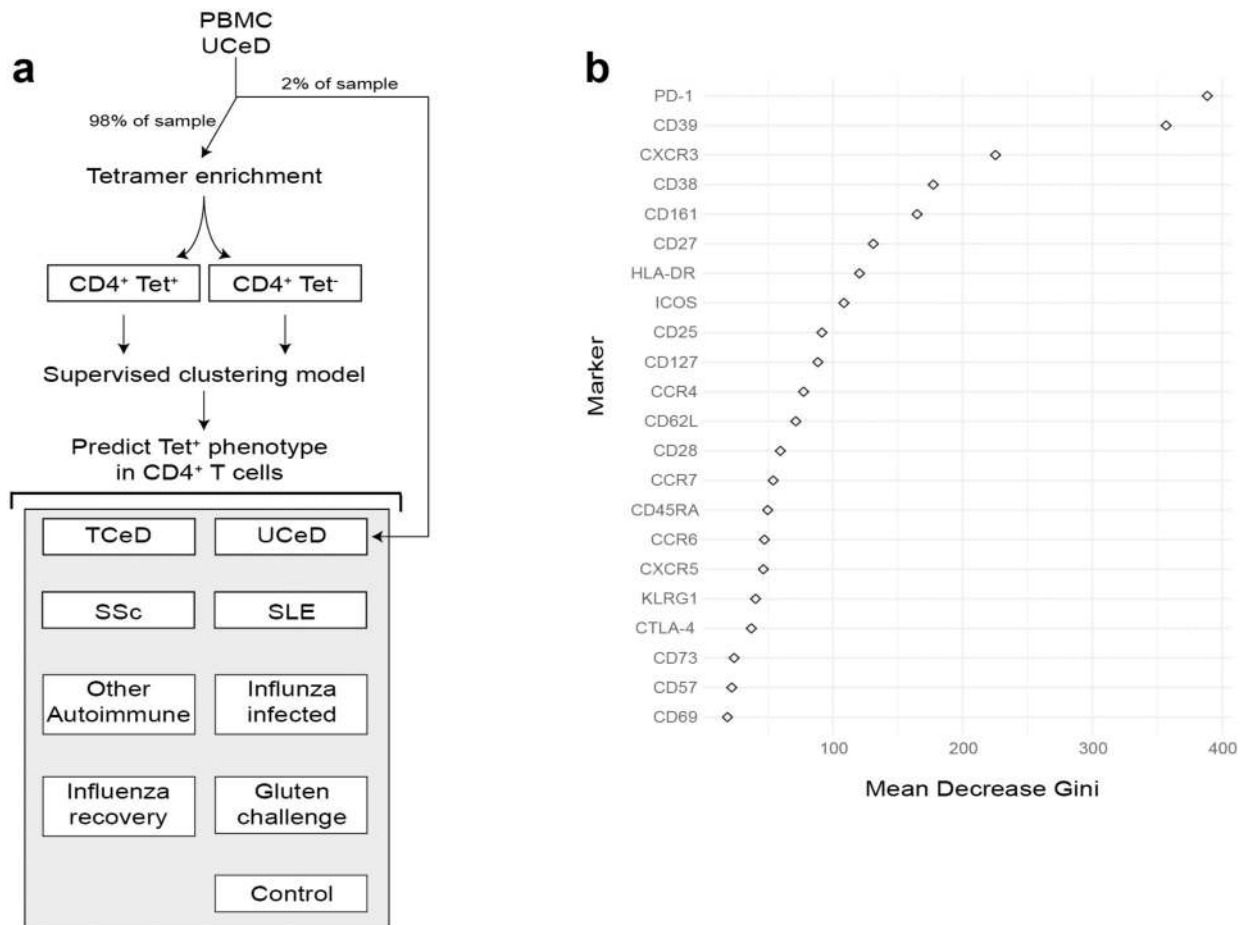 a
PBMC
UCeD
2% of sample
98% of sample
Tetramer enrichment
CD4⁺ Tet⁺
CD4⁺ Tet⁻
Supervised clustering model
Predict Tet⁺ phenotype
in CD4⁺ T cells
TCeD
UCeD
SSc
SLE
Other
Autoimmune
Influnza
infected
Influenza
recovery
Gluten
challenge
Control
b
Marker
PD-1
CD39
CXCR3
CD38
CD161
CD27
HLA-DR
ICOS
CD25
CD127
CCR4
CD62L
CD28
CCR7
CD45RA
CCR6
CXCR5
KLRG1
CTLA-4
CD73
CD57
CD69
100 200 300 400
Mean Decrease Gini